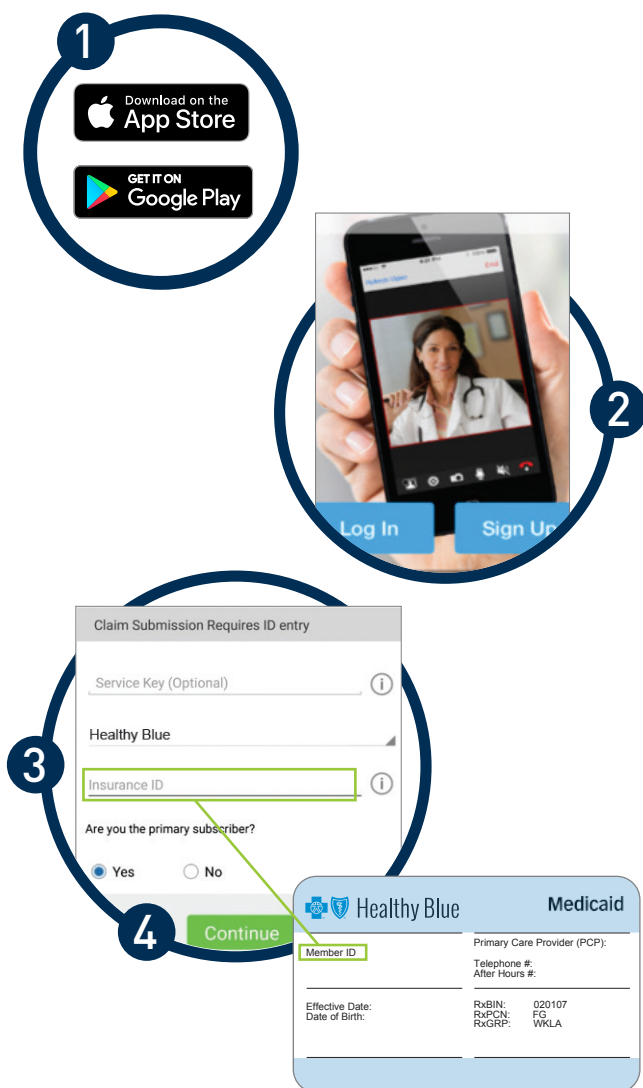 1
Download on the
App Store
GET IT ON
Google Play
End
2
Log In
Sign Up
Claim Submission Requires ID entry
Service Key (Optional)
i
Healthy Blue
3
Insurance ID
i
Are you the primary subscriber?
Yes
No
4
Continue
Healthy Blue
Medicaid
Member ID
Primary Care Provider (PCP):
Telephone #:
After Hours #:
Effective Date:
Date of Birth:
RxBIN: 020107
RxPCN: FG
RxGRP: WKLA